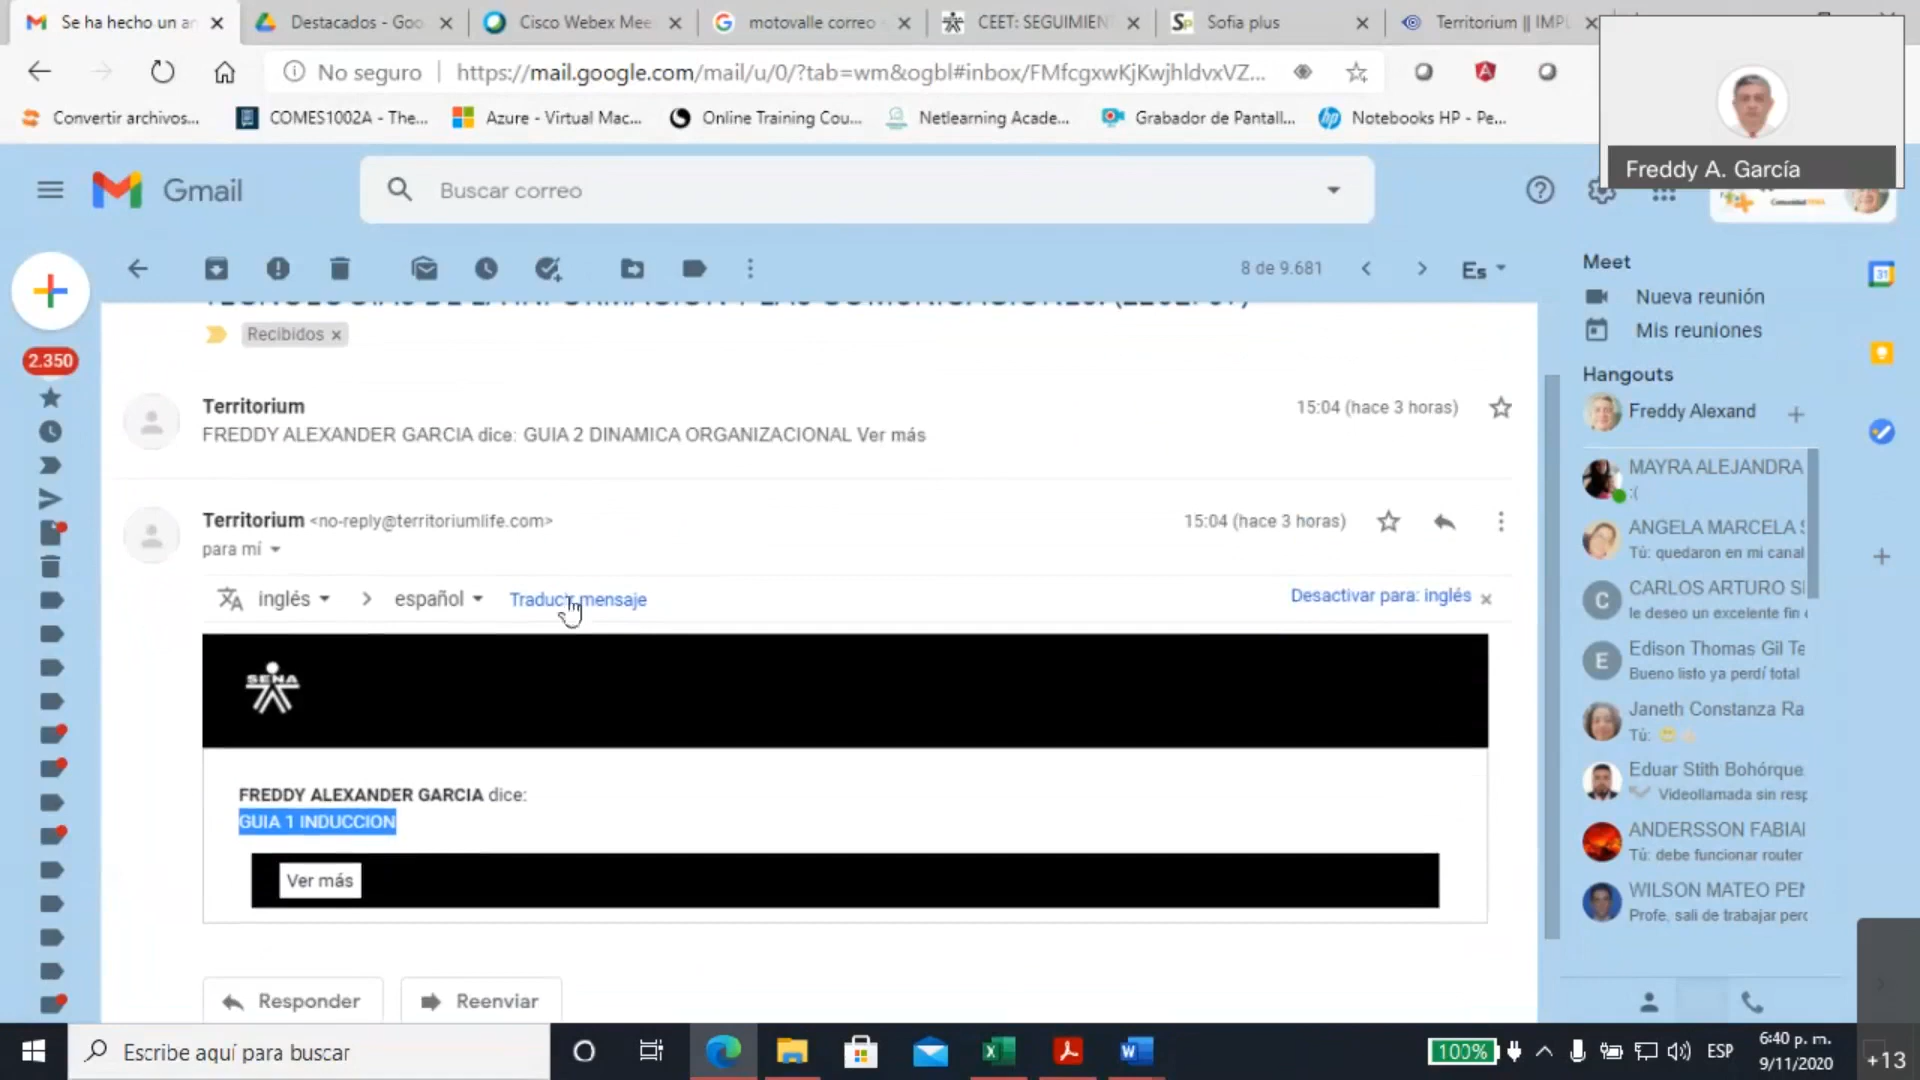 Se ha hecho un an
Destacados - Goo
Cisco Webex Mee
motovalle correo
CEET: SEGUIMIEN
Sofia plus
Territorium || IMPL
No seguro
https://mail.google.com/mail/u/0/?tab=wm&ogbl#inbox/FMfcgxwKjKwjhldvxVZ...
Convertir archivos...
COMES1002A - The...
Azure - Virtual Mac...
Online Training Cou...
Netlearning Acade...
Grabador de Pantall...
Notebooks HP - Pe...
Freddy A. García
Gmail
Buscar correo
8 de 9.681
Es
Meet
Nueva reunión
Mis reuniones
Hangouts
Freddy Alexand
2.350
Recibidos
Territorium
15:04 (hace 3 horas)
FREDDY ALEXANDER GARCIA dice: GUIA 2 DINAMICA ORGANIZACIONAL Ver más
Territorium <no-reply@territoriumlife.com>
15:04 (hace 3 horas)
para mí
inglés
español
Traducir mensaje
Desactivar para: inglés
SENA
FREDDY ALEXANDER GARCIA dice:
GUIA 1 INDUCCION
Ver más
Responder
Reenviar
MAYRA ALEJANDRA
:(
ANGELA MARCELA S
Tú: quedaron en mi canal
CARLOS ARTURO SI
le deseo un excelente fin
Edison Thomas Gil Te
Bueno listo ya perdí total
Janeth Constanza Ra
Tú:
Eduar Stith Bohórque
Videollamada sin resp
ANDERSSON FABIAI
Tú: debe funcionar router
WILSON MATEO PEN
Profe, sali de trabajar perc
Escribe aquí para buscar
100%
ESP
6:40 p. m.
9/11/2020
+13